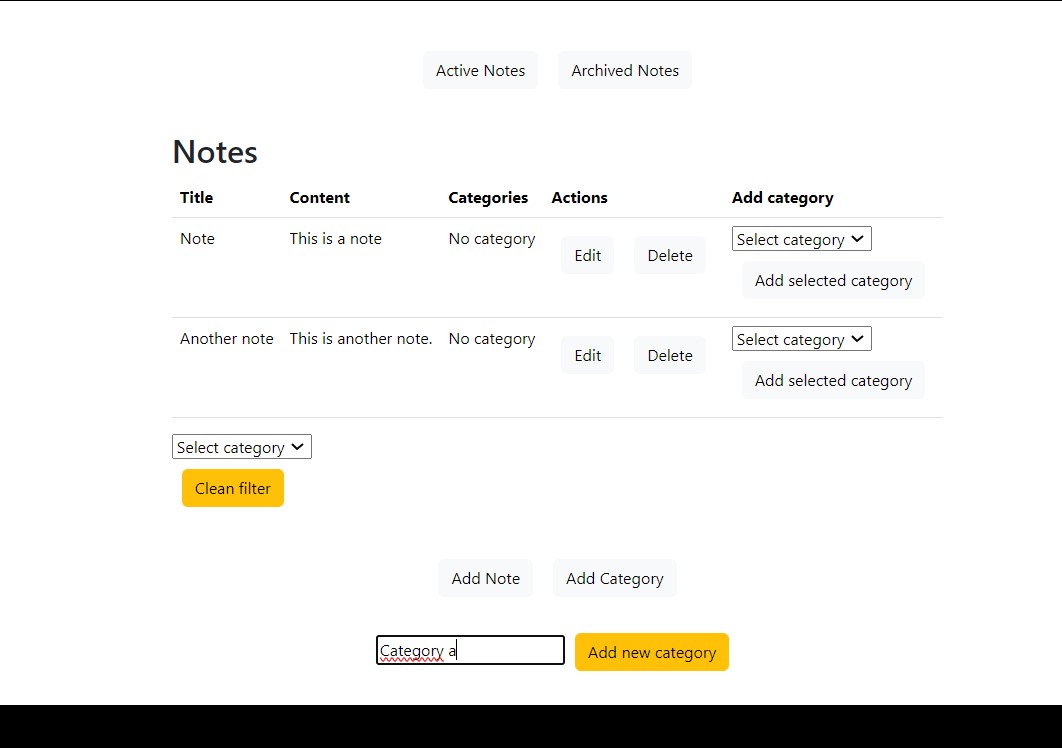 Active Notes Archived Notes
Notes
Title Content Categories Actions Add category
Note This is a note No category Edit Delete Select category
Add selected category
Another note This is another note. No category Edit Delete Select category
Add selected category
Select category
Clean filter
Add Note Add Category
Category a Add new category